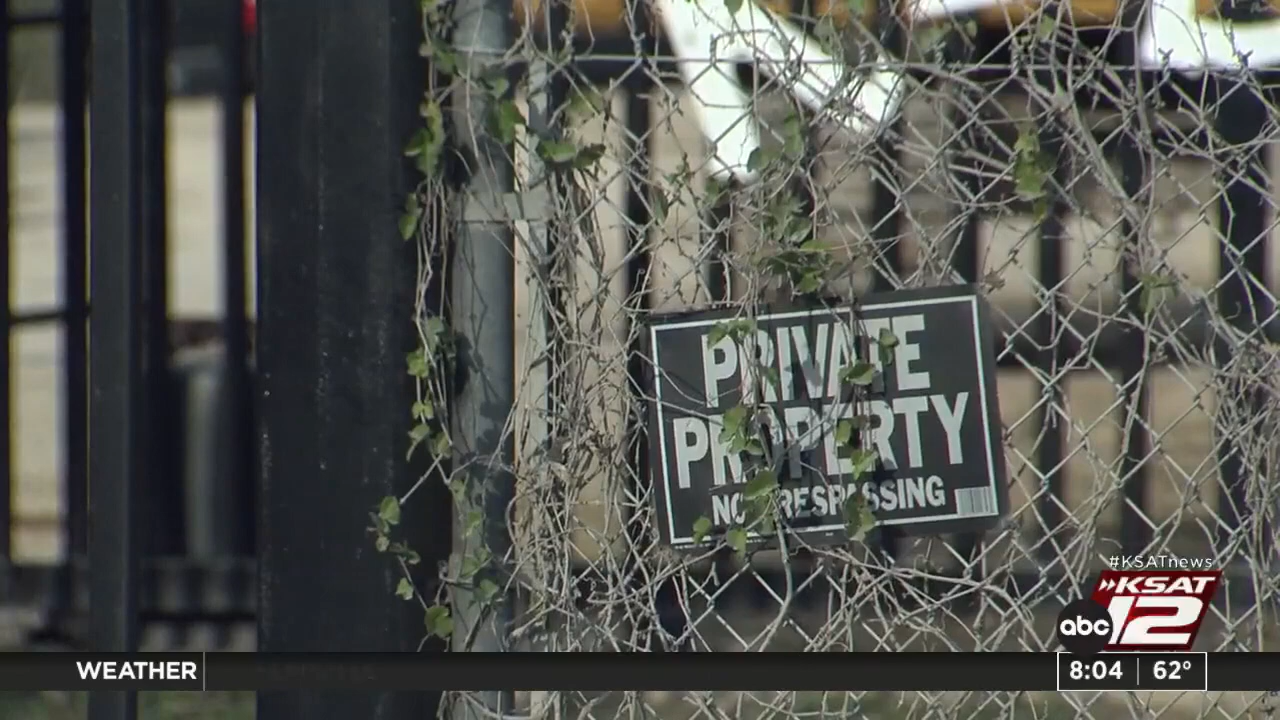 PRIVATE
PROPERTY
NO TRESPASSING
#KSATnews
KSAT
abc 12
WEATHER
8:04 62°